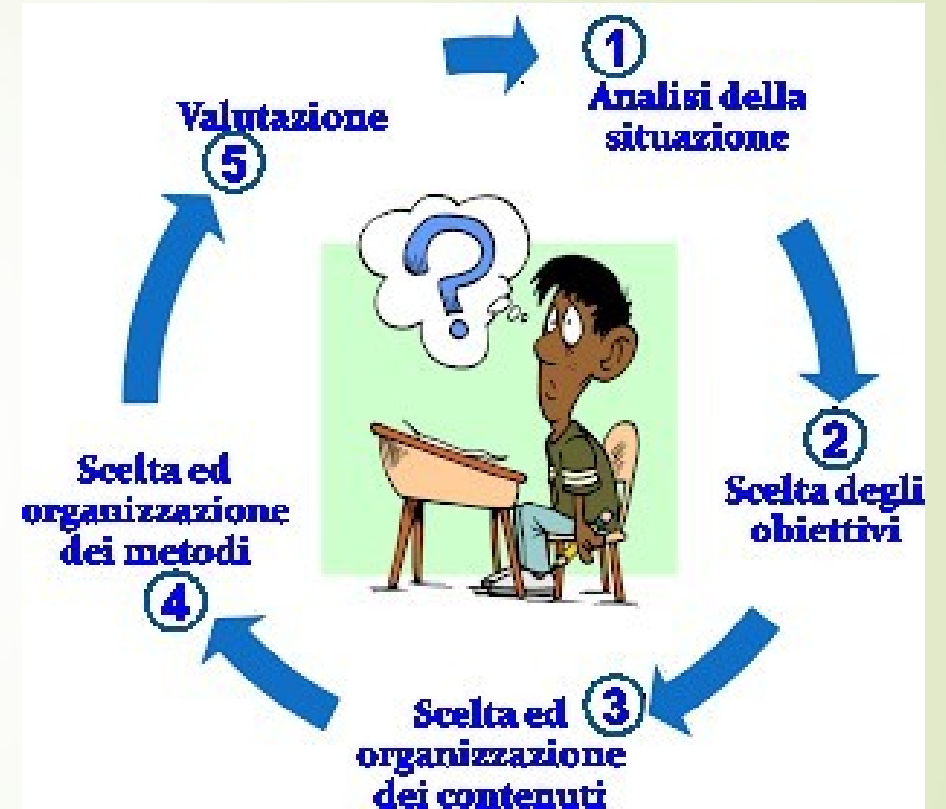 1
Analisi della
situazione
2
Scelta degli
obiettivi
3
Scelta ed
organizzazione
dei contenuti
4
Scelta ed
organizzazione
dei metodi
5
Valutazione
?